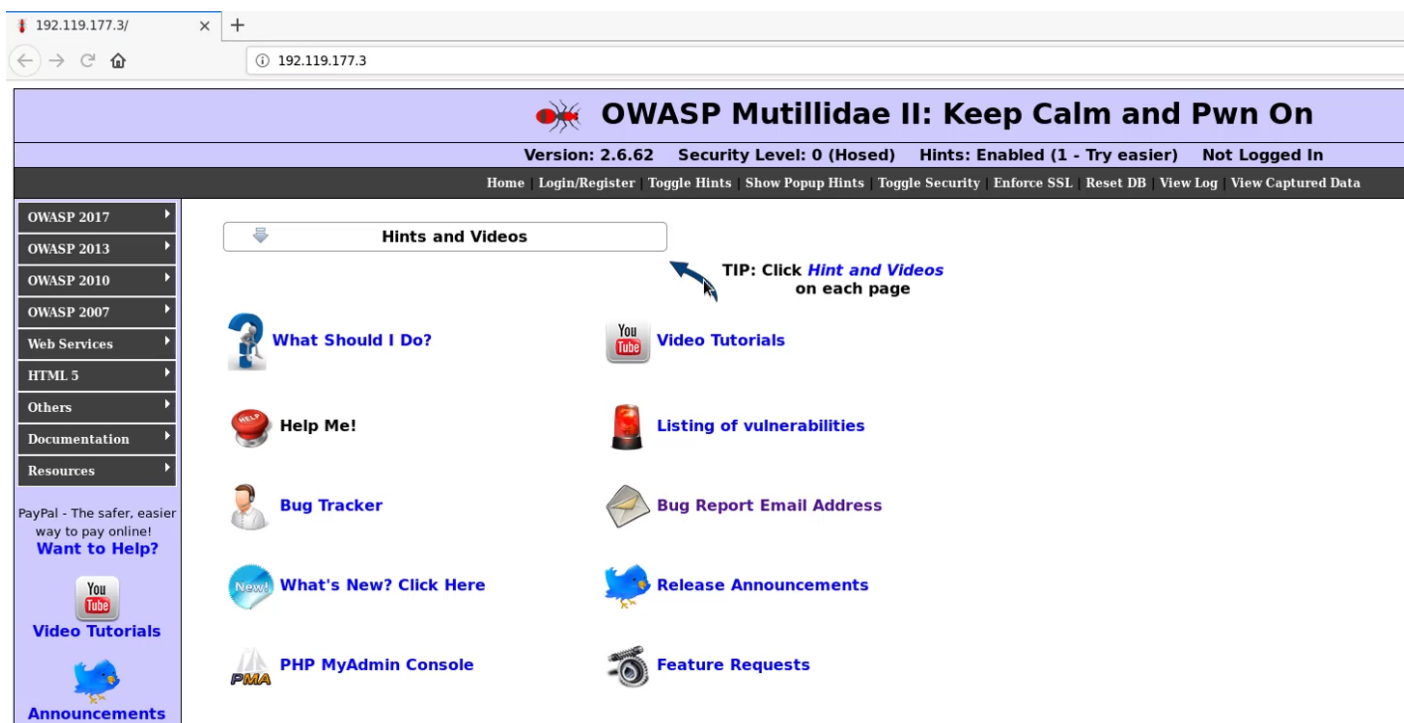 192.119.177.3/
192.119.177.3
OWASP Mutillidae II: Keep Calm and Pwn On
Version: 2.6.62 Security Level: 0 (Hosed) Hints: Enabled (1 - Try easier) Not Logged In
Home | Login/Register | Toggle Hints | Show Popup Hints | Toggle Security | Enforce SSL | Reset DB | View Log | View Captured Data
OWASP 2017
OWASP 2013
OWASP 2010
OWASP 2007
Web Services
HTML 5
Others
Documentation
Resources
PayPal - The safer, easier
way to pay online!
Want to Help?
You
Tube
Video Tutorials
Announcements
Hints and Videos
TIP: Click Hint and Videos
on each page
What Should I Do?
You
Tube
Video Tutorials
HELP
Help Me!
Listing of vulnerabilities
Bug Tracker
Bug Report Email Address
New!
What's New? Click Here
Release Announcements
PMA
PHP MyAdmin Console
Feature Requests